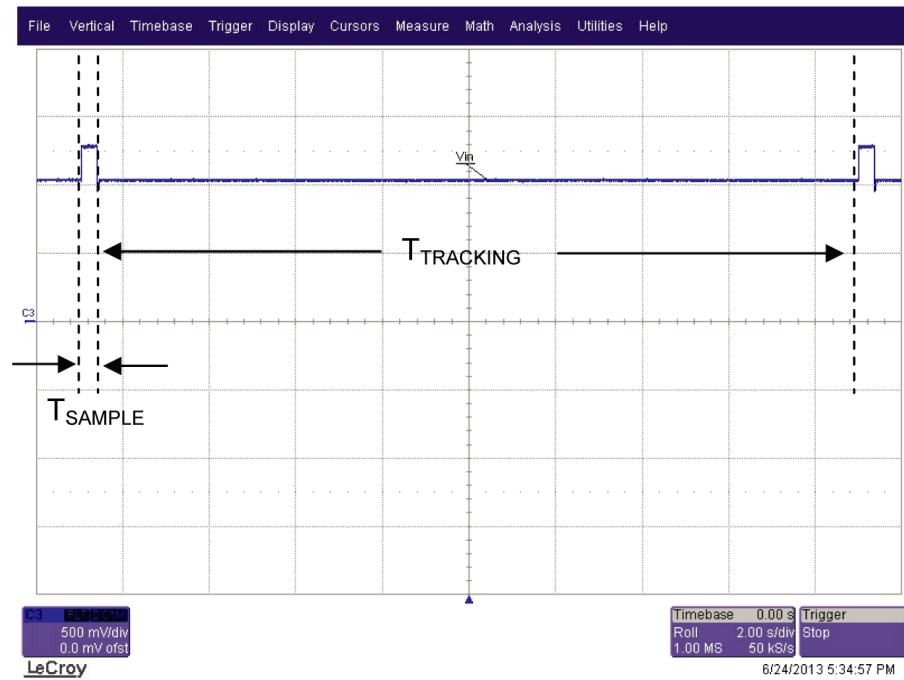 File Vertical Timebase Trigger Display Cursors Measure Math Analysis Utilities Help
Vin
T TRACKING
C3
T SAMPLE
C3
500 mV/div
0.0 mV ofst
Timebase 0.00 s
Roll 2.00 s/div
1.00 MS 50 kS/s
Trigger
Stop
LeCroy
6/24/2013 5:34:57 PM